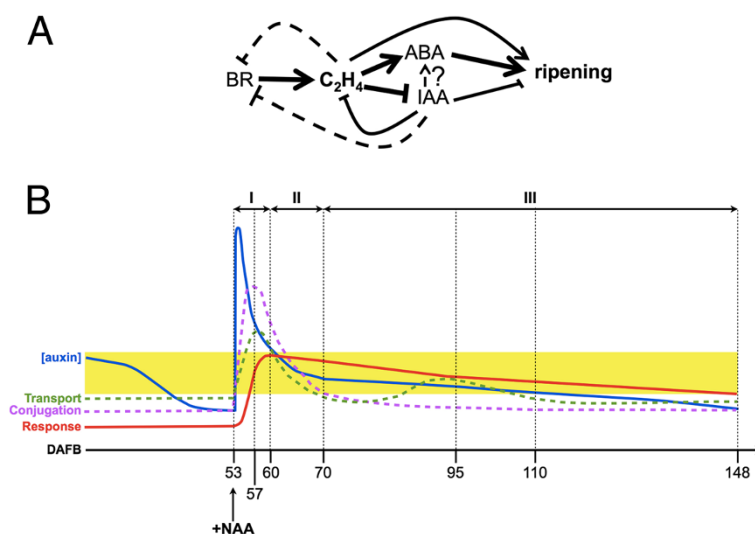 A
BR
C₂H₄
ABA
?
IAA
ripening
B
I
II
III
[auxin]
Transport
Conjugation
Response
DAFB
53
57
60
70
95
110
148
+NAA